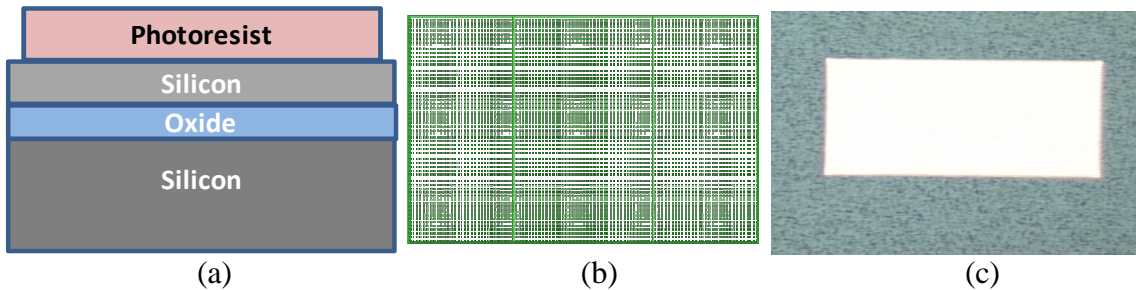 Photoresist
Silicon
Oxide
Silicon
(a)
(b)
(c)